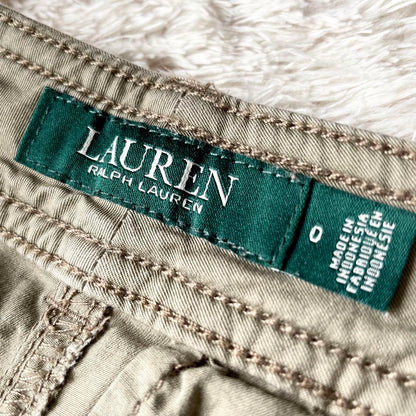 LAUREN
RALPH LAUREN
0
MADE IN
INDONESIA
FABRIQUÉ EN
INDONÉSIE